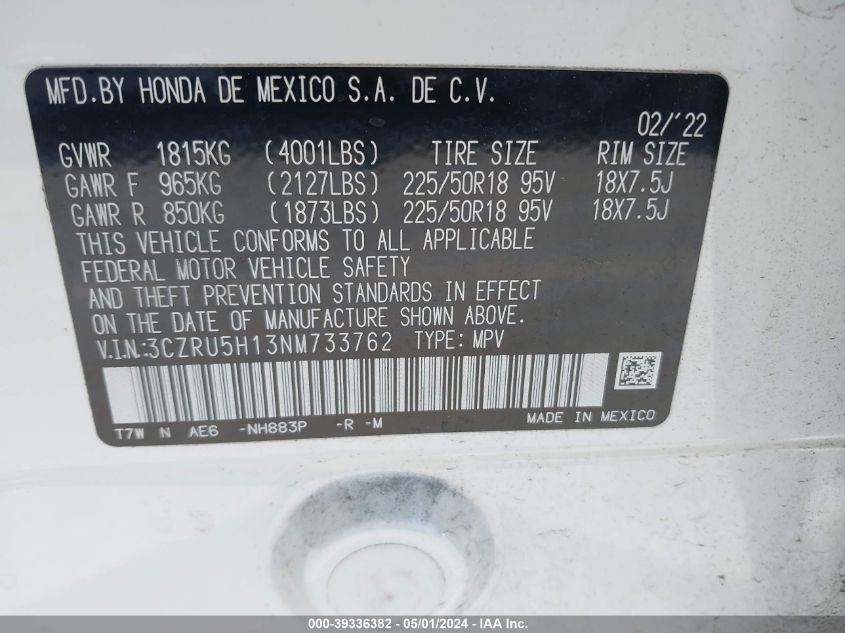 MFD.BY HONDA DE MEXICO S.A. DE C.V.
02/'22
GVWR 1815KG (4001LBS) TIRE SIZE RIM SIZE
GAWR F 965KG (2127LBS) 225/50R18 95V 18X7.5J
GAWR R 850KG (1873LBS) 225/50R18 95V 18X7.5J
THIS VEHICLE CONFORMS TO ALL APPLICABLE
FEDERAL MOTOR VEHICLE SAFETY
AND THEFT PREVENTION STANDARDS IN EFFECT
ON THE DATE OF MANUFACTURE SHOWN ABOVE.
V.I.N.:3CZRU5H13NM733762 TYPE: MPV
T7W N AE6 -NH883P -R -M MADE IN MEXICO
000-39336382 - 05/01/2024 - IAA Inc.